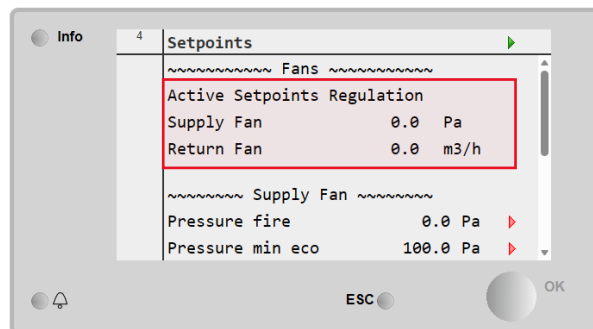 Info
4 Setpoints
~~~~~~~~~~~ Fans ~~~~~~~~~~~
Active Setpoints Regulation
Supply Fan 0.0 Pa
Return Fan 0.0 m3/h
~~~~~~~~ Supply Fan ~~~~~~~~
Pressure fire 0.0 Pa
Pressure min eco 100.0 Pa
ESC
OK